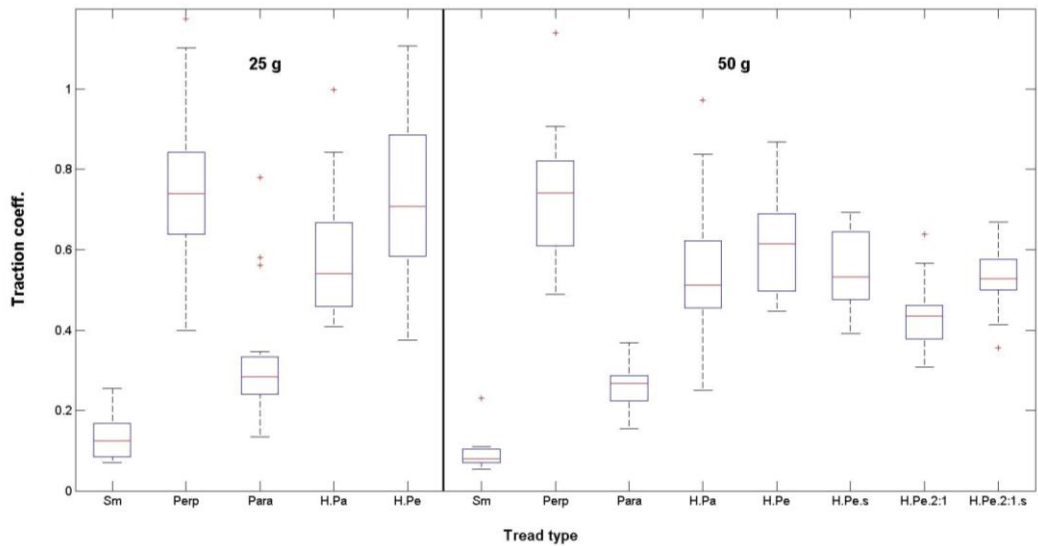 25 g
50 g
Traction coeff.
1
0.8
0.6
0.4
0.2
0
Sm Perp Para H.Pa H.Pe Sm Perp Para H.Pa H.Pe H.Pe.s H.Pe.2:1 H.Pe.2:1.s
Tread type